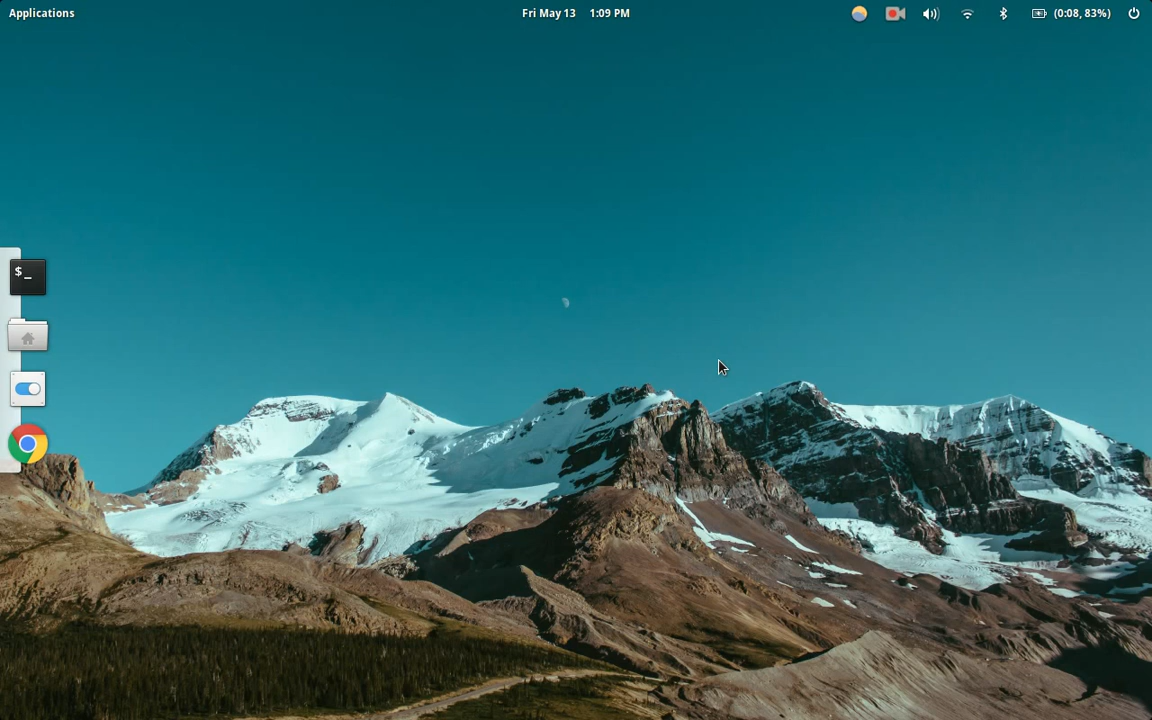 Applications
Fri May 13 1:09 PM
(0:08, 83%)
$_